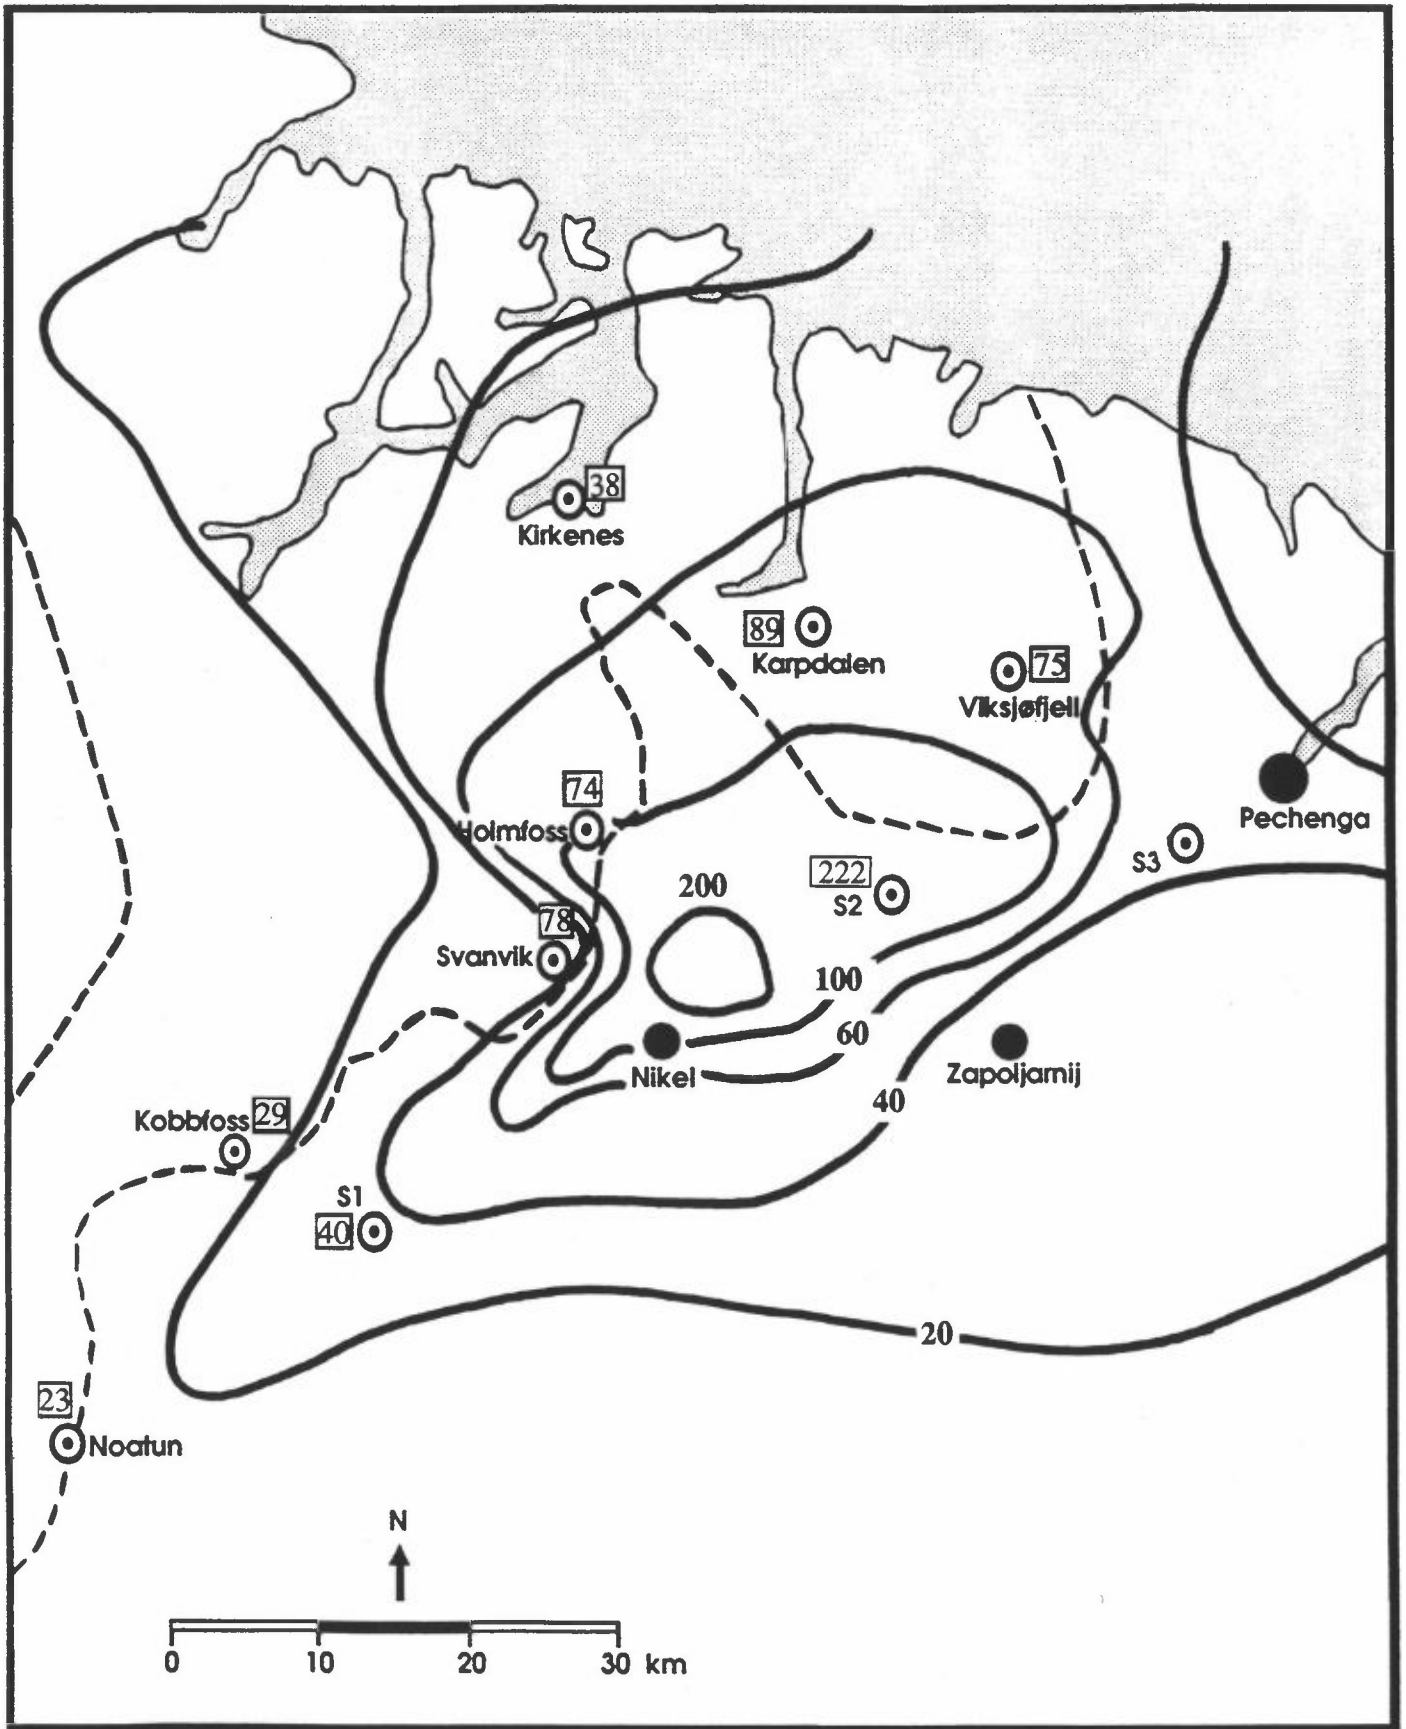 38
Kirkenes
89
Karpdalen
75
Viksjøfjell
74
Holmfoss
Pechenga
S3
222
S2
200
78
Svanvik
100
60
Nikel
Zapoljarnij
40
Kobbfoss 29
S1
40
20
23
Noatun
N
0 10 20 30 km